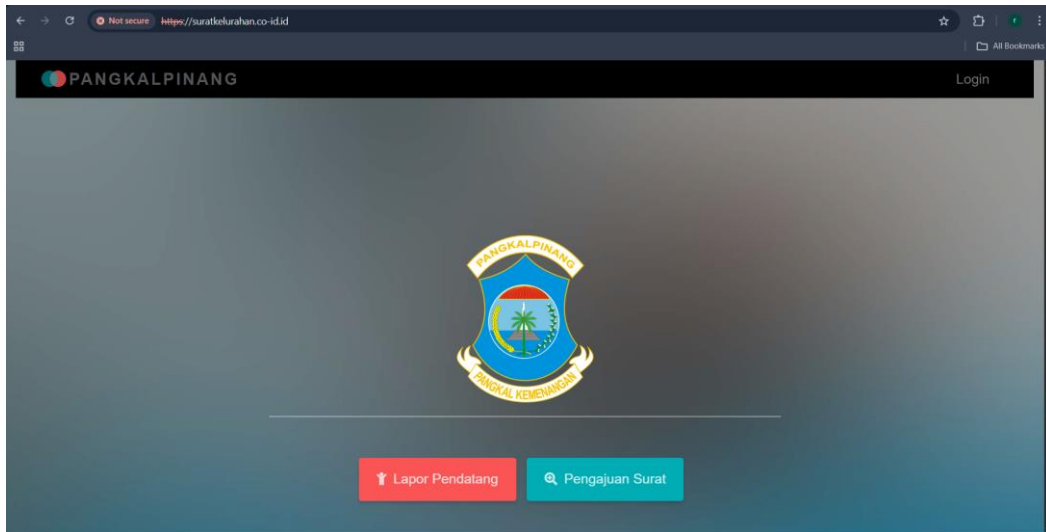 Not secure https://suratkelurahan.co-id.id
All Bookmarks
PANGKALPINANG Login
PANGKALPINANG
PANGKAL KEMENANGAN
Lapor Pendatang Pengajuan Surat